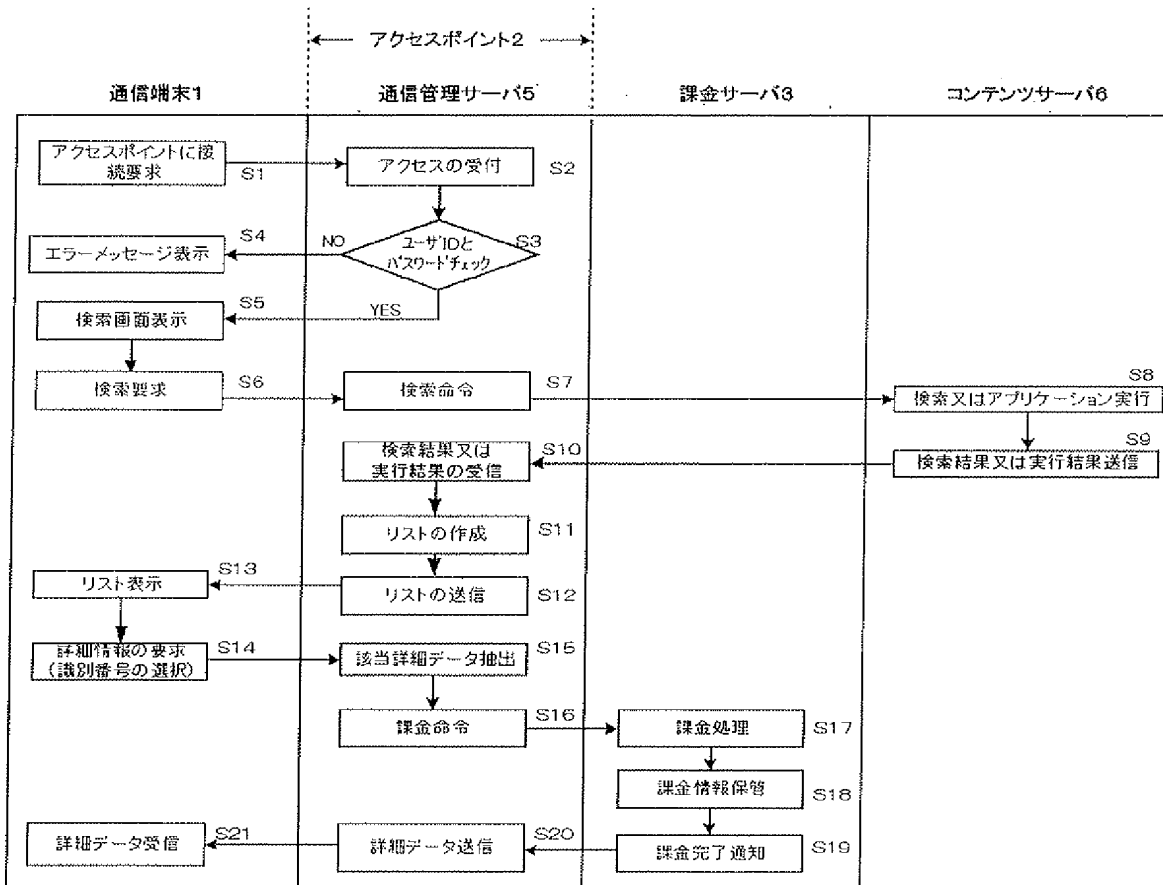 アクセスポイント2
通信端末1
通信管理サーバ5
課金サーバ3
コンテンツサーバ6
アクセスポイントに接
続要求
S1
アクセスの受付
S2
S4
エラーメッセージ表示
NO
ユーザIDと
パスワードチェック
S3
S5
検索画面表示
YES
検索要求
S6
検索命令
S7
S8
検索又はアプリケーション実行
S9
検索結果又は
実行結果の受信
S10
検索結果又は実行結果送信
リストの作成
S11
S13
リスト表示
リストの送信
S12
詳細情報の要求
(識別番号の選択)
S14
該当詳細データ抽出
S15
課金命令
S16
課金処理
S17
課金情報保管
S18
詳細データ受信
S21
詳細データ送信
S20
課金完了通知
S19